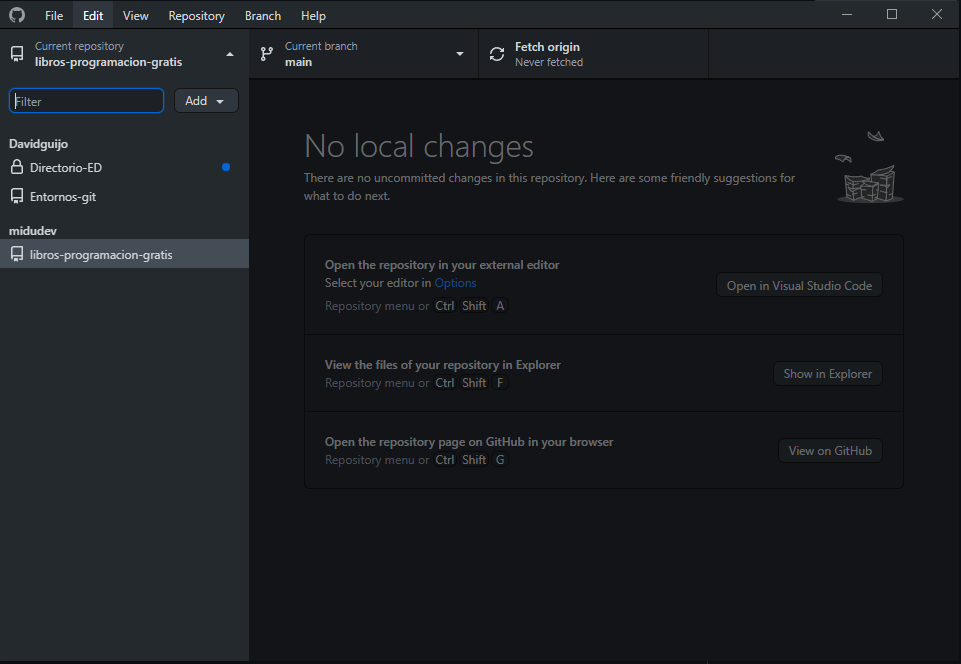 File Edit View Repository Branch Help
Current repository
libros-programacion-gratis
Current branch
main
Fetch origin
Never fetched
Filter
Add
Davidguijo
Directorio-ED
Entornos-git
midudev
libros-programacion-gratis
No local changes
There are no uncommitted changes in this repository. Here are some friendly suggestions for
what to do next.
Open the repository in your external editor
Select your editor in Options
Repository menu or Ctrl Shift A
Open in Visual Studio Code
View the files of your repository in Explorer
Repository menu or Ctrl Shift F
Show in Explorer
Open the repository page on GitHub in your browser
Repository menu or Ctrl Shift G
View on GitHub